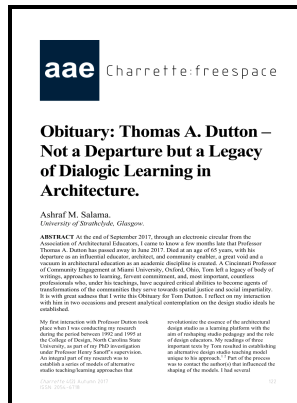 aae Charrette:freespace
Obituary: Thomas A. Dutton –
Not a Departure but a Legacy
of Dialogic Learning in
Architecture.
Ashraf M. Salama.
University of Strathclyde, Glasgow.
ABSTRACT At the end of September 2017, through an electronic circular from the
Association of Architectural Educators, I came to know a few months late that Professor
Thomas A. Dutton has passed away in June 2017. Died at an age of 65 years, with his
departure as an influential educator, architect, and community enabler, a great void and a
vacuum in architectural education as an academic discipline is created. A Cincinnati Professor
of Community Engagement at Miami University, Oxford, Ohio, Tom left a legacy of body of
writings, approaches to learning, fervent commitment, and, most important, countless
professionals who, under his teachings, have acquired critical abilities to become agents of
transformations of the communities they serve towards spatial justice and social impartiality.
It is with great sadness that I write this Obituary for Tom Dutton. I reflect on my interaction
with him in two occasions and present analytical contemplation on the design studio ideals he
established.
My first interaction with Professor Dutton took
place when I was conducting my research
during the period between 1992 and 1995 at
the College of Design, North Carolina State
University, as part of my PhD investigation
under Professor Henry Sanoff's supervision.
An integral part of my research was to
establish a series of models of alternative
studio teaching/learning approaches that
revolutionize the essence of the architectural
design studio as a learning platform with the
aim of reshaping studio pedagogy and the role
of design educators. My readings of three
important texts by Tom resulted in establishing
an alternative design studio teaching model
unique to his approach. Part of the process
was to contact the author(s) that influenced the
shaping of the models. I had several